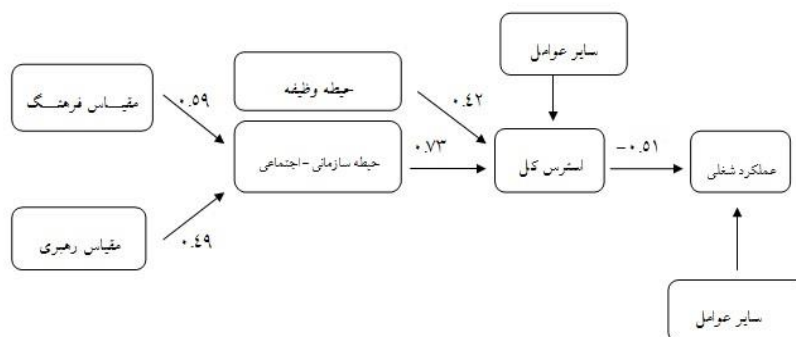 سایر عوامل
مقیـــاس فرهنـــگ
۰.۵۹
حیطه وظیفه
۰.۴۲
حیطه سازمانی-اجتماعی
۰.۷۳
استرس کل
−۰.۵۱
عملکرد شغلی
مقیاس رهبری
۰.٤۹
سایر عوامل